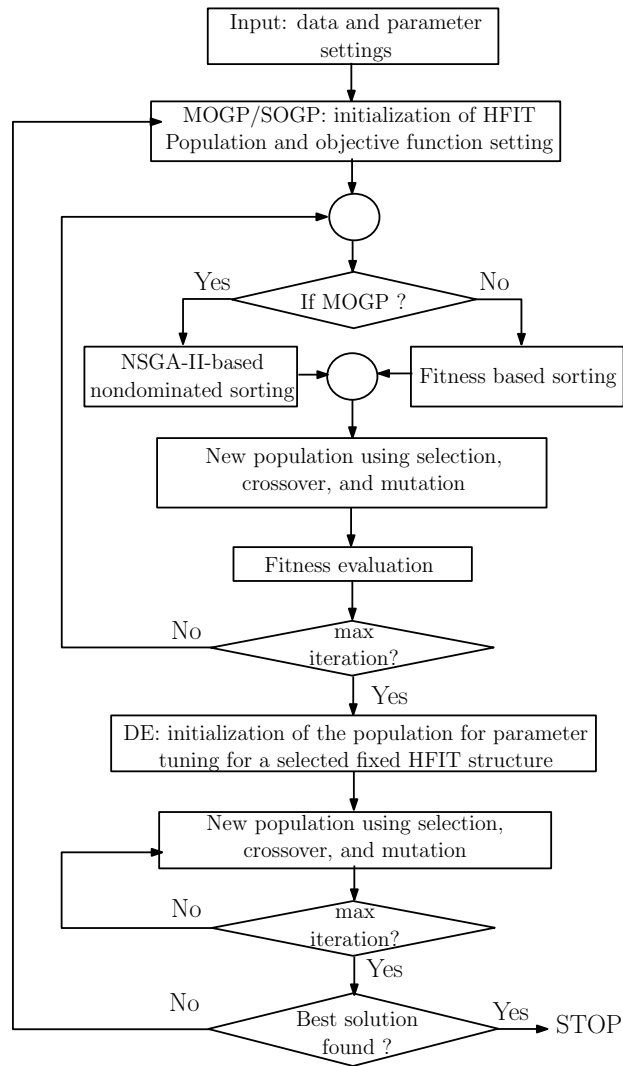 Input: data and parameter
settings
MOGP/SOGP: initialization of HFIT
Population and objective function setting
Yes
No
If MOGP ?
NSGA-II-based
nondominated sorting
Fitness based sorting
New population using selection,
crossover, and mutation
Fitness evaluation
No
max
iteration?
Yes
DE: initialization of the population for parameter
tuning for a selected fixed HFIT structure
New population using selection,
crossover, and mutation
No
max
iteration?
Yes
No
Best solution
found ?
Yes
STOP